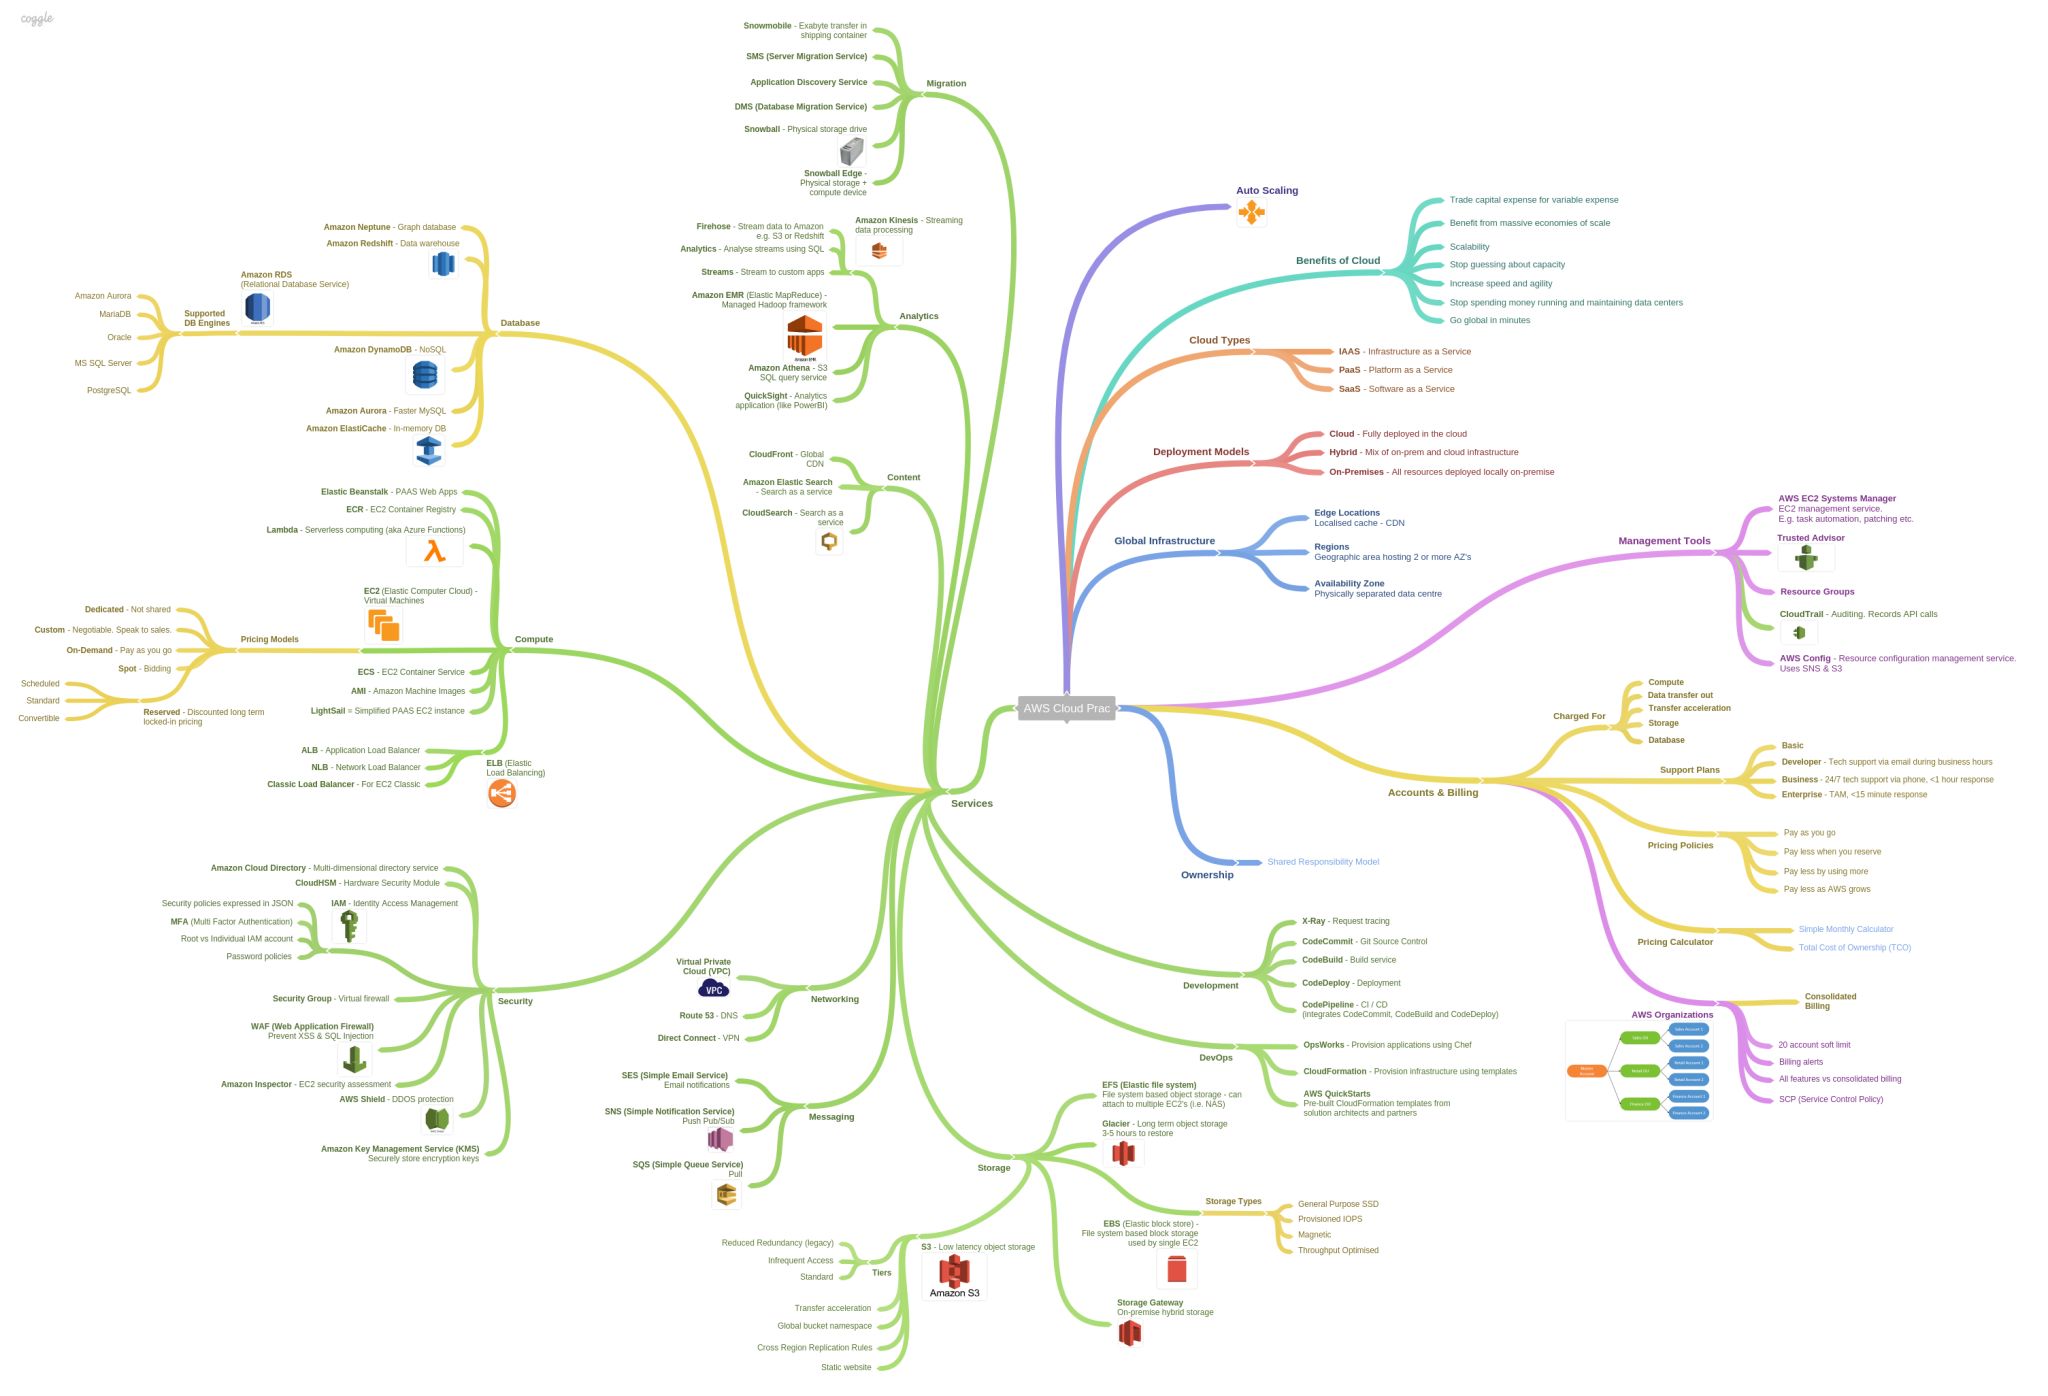 coggle
Snowmobile - Exabyte transfer in
shipping container
SMS (Server Migration Service)
Application Discovery Service
DMS (Database Migration Service)
Snowball - Physical storage drive
Snowball Edge -
Physical storage +
compute device
Migration
Firehose - Stream data to Amazon
e.g. S3 or Redshift
Analytics - Analyse streams using SQL
Streams - Stream to custom apps
Amazon Kinesis - Streaming
data processing
Amazon EMR (Elastic MapReduce) -
Managed Hadoop framework
Amazon EMR
Amazon Athena - S3
SQL query service
QuickSight - Analytics
application (like PowerBI)
Analytics
CloudFront - Global
CDN
Amazon Elastic Search
- Search as a service
CloudSearch - Search as a
service
Content
Amazon Neptune - Graph database
Amazon Redshift - Data warehouse
Amazon RDS
(Relational Database Service)
Amazon Aurora
MariaDB
Oracle
MS SQL Server
PostgreSQL
Supported
DB Engines
Amazon DynamoDB - NoSQL
Amazon Aurora - Faster MySQL
Amazon ElastiCache - In-memory DB
Database
Elastic Beanstalk - PAAS Web Apps
ECR - EC2 Container Registry
Lambda - Serverless computing (aka Azure Functions)
EC2 (Elastic Computer Cloud) -
Virtual Machines
Dedicated - Not shared
Custom - Negotiable. Speak to sales.
On-Demand - Pay as you go
Spot - Bidding
Scheduled
Standard
Convertible
Reserved - Discounted long term
locked-in pricing
Pricing Models
ECS - EC2 Container Service
AMI - Amazon Machine Images
LightSail = Simplified PAAS EC2 instance
ALB - Application Load Balancer
NLB - Network Load Balancer
Classic Load Balancer - For EC2 Classic
ELB (Elastic
Load Balancing)
Compute
Amazon Cloud Directory - Multi-dimensional directory service
CloudHSM - Hardware Security Module
IAM - Identity Access Management
Security policies expressed in JSON
MFA (Multi Factor Authentication)
Root vs Individual IAM account
Password policies
Security Group - Virtual firewall
WAF (Web Application Firewall)
Prevent XSS & SQL Injection
Amazon Inspector - EC2 security assessment
AWS Shield - DDOS protection
Amazon Key Management Service (KMS)
Securely store encryption keys
Security
Virtual Private
Cloud (VPC)
VPC
Route 53 - DNS
Direct Connect - VPN
Networking
SES (Simple Email Service)
Email notifications
SNS (Simple Notification Service)
Push Pub/Sub
SQS (Simple Queue Service)
Pull
Messaging
Services
AWS Cloud Prac
Auto Scaling
Benefits of Cloud
Trade capital expense for variable expense
Benefit from massive economies of scale
Scalability
Stop guessing about capacity
Increase speed and agility
Stop spending money running and maintaining data centers
Go global in minutes
Cloud Types
IAAS - Infrastructure as a Service
PaaS - Platform as a Service
SaaS - Software as a Service
Deployment Models
Cloud - Fully deployed in the cloud
Hybrid - Mix of on-prem and cloud infrastructure
On-Premises - All resources deployed locally on-premise
Global Infrastructure
Edge Locations
Localised cache - CDN
Regions
Geographic area hosting 2 or more AZ's
Availability Zone
Physically separated data centre
Management Tools
AWS EC2 Systems Manager
EC2 management service.
E.g. task automation, patching etc.
Trusted Advisor
Resource Groups
CloudTrail - Auditing. Records API calls
AWS Config - Resource configuration management service.
Uses SNS & S3
Accounts & Billing
Charged For
Compute
Data transfer out
Transfer acceleration
Storage
Database
Support Plans
Basic
Developer - Tech support via email during business hours
Business - 24/7 tech support via phone, <1 hour response
Enterprise - TAM, <15 minute response
Pricing Policies
Pay as you go
Pay less when you reserve
Pay less by using more
Pay less as AWS grows
Pricing Calculator
Simple Monthly Calculator
Total Cost of Ownership (TCO)
AWS Organizations
Consolidated
Billing
20 account soft limit
Billing alerts
All features vs consolidated billing
SCP (Service Control Policy)
Master
Account
Sales OU
Retail OU
Finance OU
Sales Account 1
Sales Account 2
Retail Account 1
Retail Account 2
Finance Account 1
Finance Account 2
Ownership
Shared Responsibility Model
Development
X-Ray - Request tracing
CodeCommit - Git Source Control
CodeBuild - Build service
CodeDeploy - Deployment
CodePipeline - CI / CD
(integrates CodeCommit, CodeBuild and CodeDeploy)
DevOps
OpsWorks - Provision applications using Chef
CloudFormation - Provision infrastructure using templates
AWS QuickStarts
Pre-built CloudFormation templates from
solution architects and partners
Storage
EFS (Elastic file system)
File system based object storage - can
attach to multiple EC2's (i.e. NAS)
Glacier - Long term object storage
3-5 hours to restore
EBS (Elastic block store) -
File system based block storage
used by single EC2
Storage Types
General Purpose SSD
Provisioned IOPS
Magnetic
Throughput Optimised
Storage Gateway
On-premise hybrid storage
S3 - Low latency object storage
Amazon S3
Reduced Redundancy (legacy)
Infrequent Access
Standard
Tiers
Transfer acceleration
Global bucket namespace
Cross Region Replication Rules
Static website